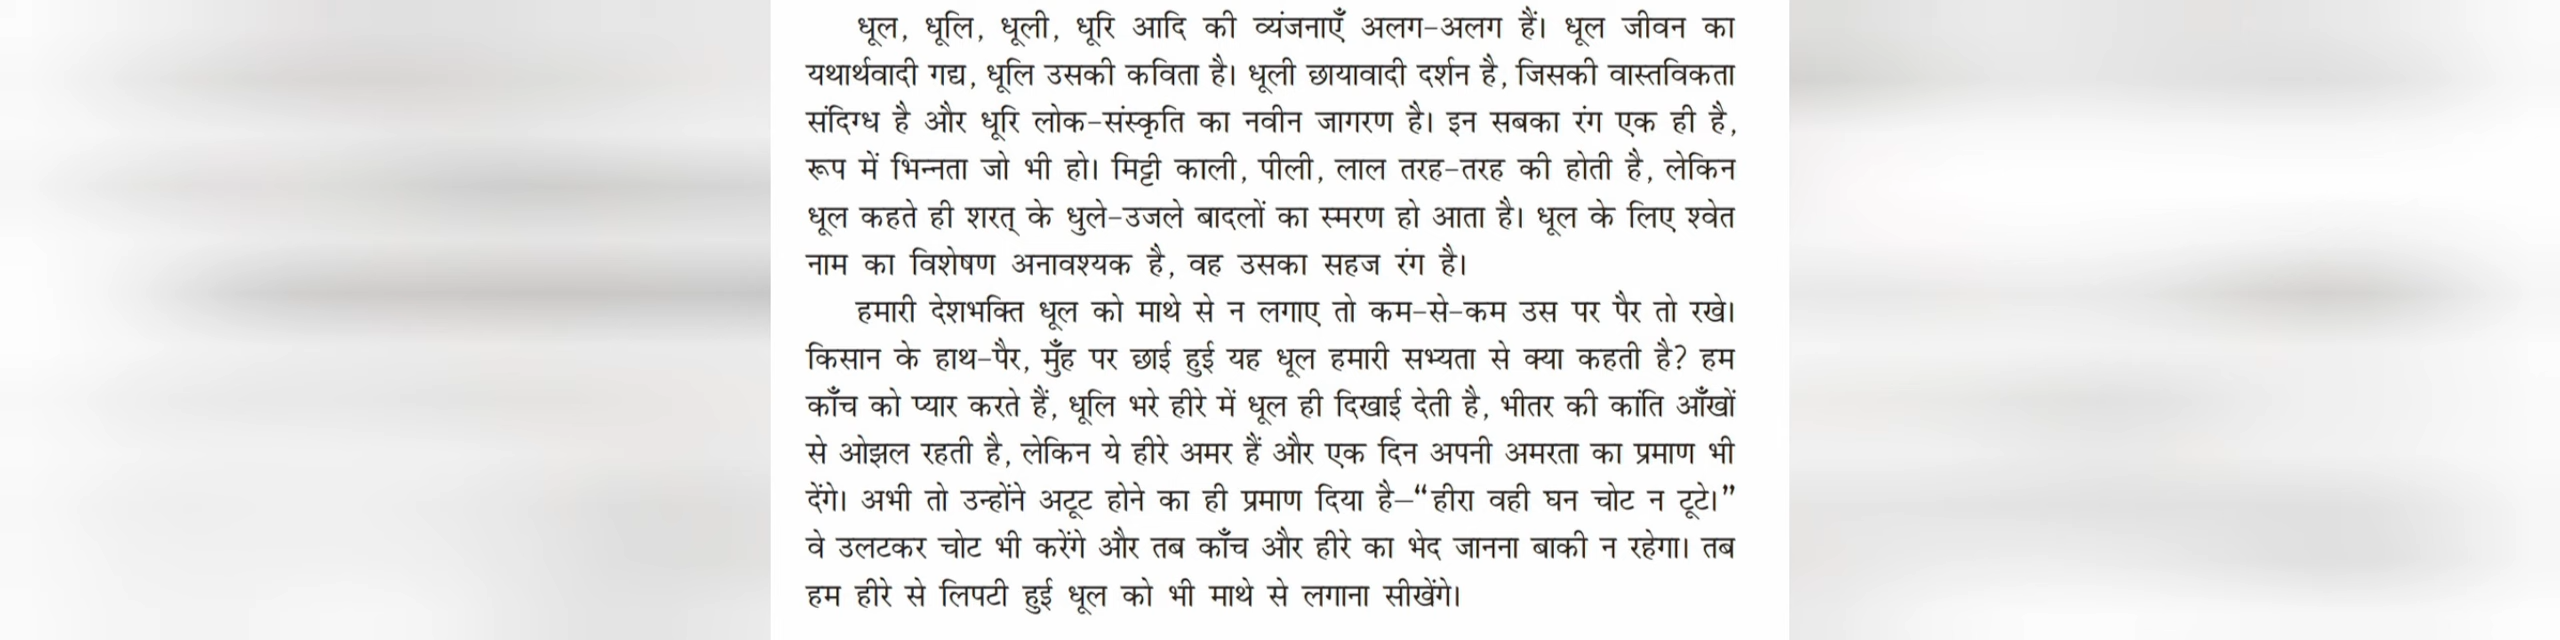 धूल, धूलि, धूली, धूरि आदि की व्यंजनाएँ अलग-अलग हैं। धूल जीवन का
यथार्थवादी गद्य, धूलि उसकी कविता है। धूली छायावादी दर्शन है, जिसकी वास्तविकता
संदिग्ध है और धूरि लोक-संस्कृति का नवीन जागरण है। इन सबका रंग एक ही है,
रूप में भिन्नता जो भी हो। मिट्टी काली, पीली, लाल तरह-तरह की होती है, लेकिन
धूल कहते ही शरत् के धुले-उजले बादलों का स्मरण हो आता है। धूल के लिए श्वेत
नाम का विशेषण अनावश्यक है, वह उसका सहज रंग है।
हमारी देशभक्ति धूल को माथे से न लगाए तो कम-से-कम उस पर पैर तो रखे।
किसान के हाथ-पैर, मुँह पर छाई हुई यह धूल हमारी सभ्यता से क्या कहती है? हम
काँच को प्यार करते हैं, धूलि भरे हीरे में धूल ही दिखाई देती है, भीतर की कांति आँखों
से ओझल रहती है, लेकिन ये हीरे अमर हैं और एक दिन अपनी अमरता का प्रमाण भी
देंगे। अभी तो उन्होंने अटूट होने का ही प्रमाण दिया है—“हीरा वही घन चोट न टूटे।”
वे उलटकर चोट भी करेंगे और तब काँच और हीरे का भेद जानना बाकी न रहेगा। तब
हम हीरे से लिपटी हुई धूल को भी माथे से लगाना सीखेंगे।